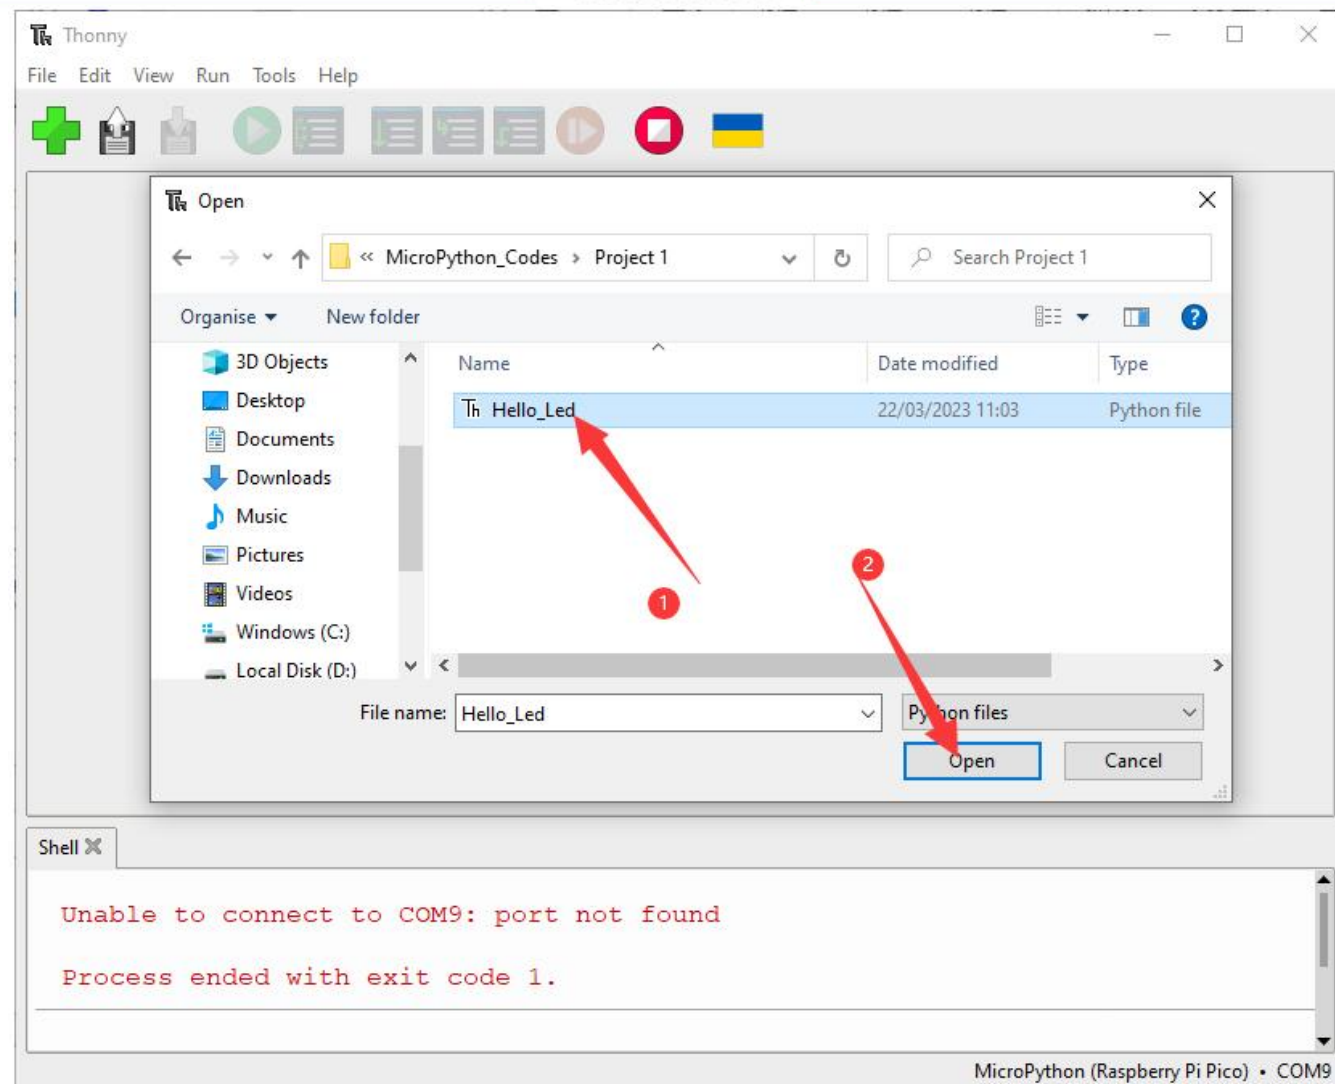 Thonny
File Edit View Run Tools Help
Open
« MicroPython_Codes › Project 1
Search Project 1
Organise New folder
Name Date modified Type
Hello_Led 22/03/2023 11:03 Python file
3D Objects
Desktop
Documents
Downloads
Music
Pictures
Videos
Windows (C:)
Local Disk (D:)
1
2
File name: Hello_Led Python files
Open Cancel
Shell
Unable to connect to COM9: port not found
Process ended with exit code 1.
MicroPython (Raspberry Pi Pico) • COM9